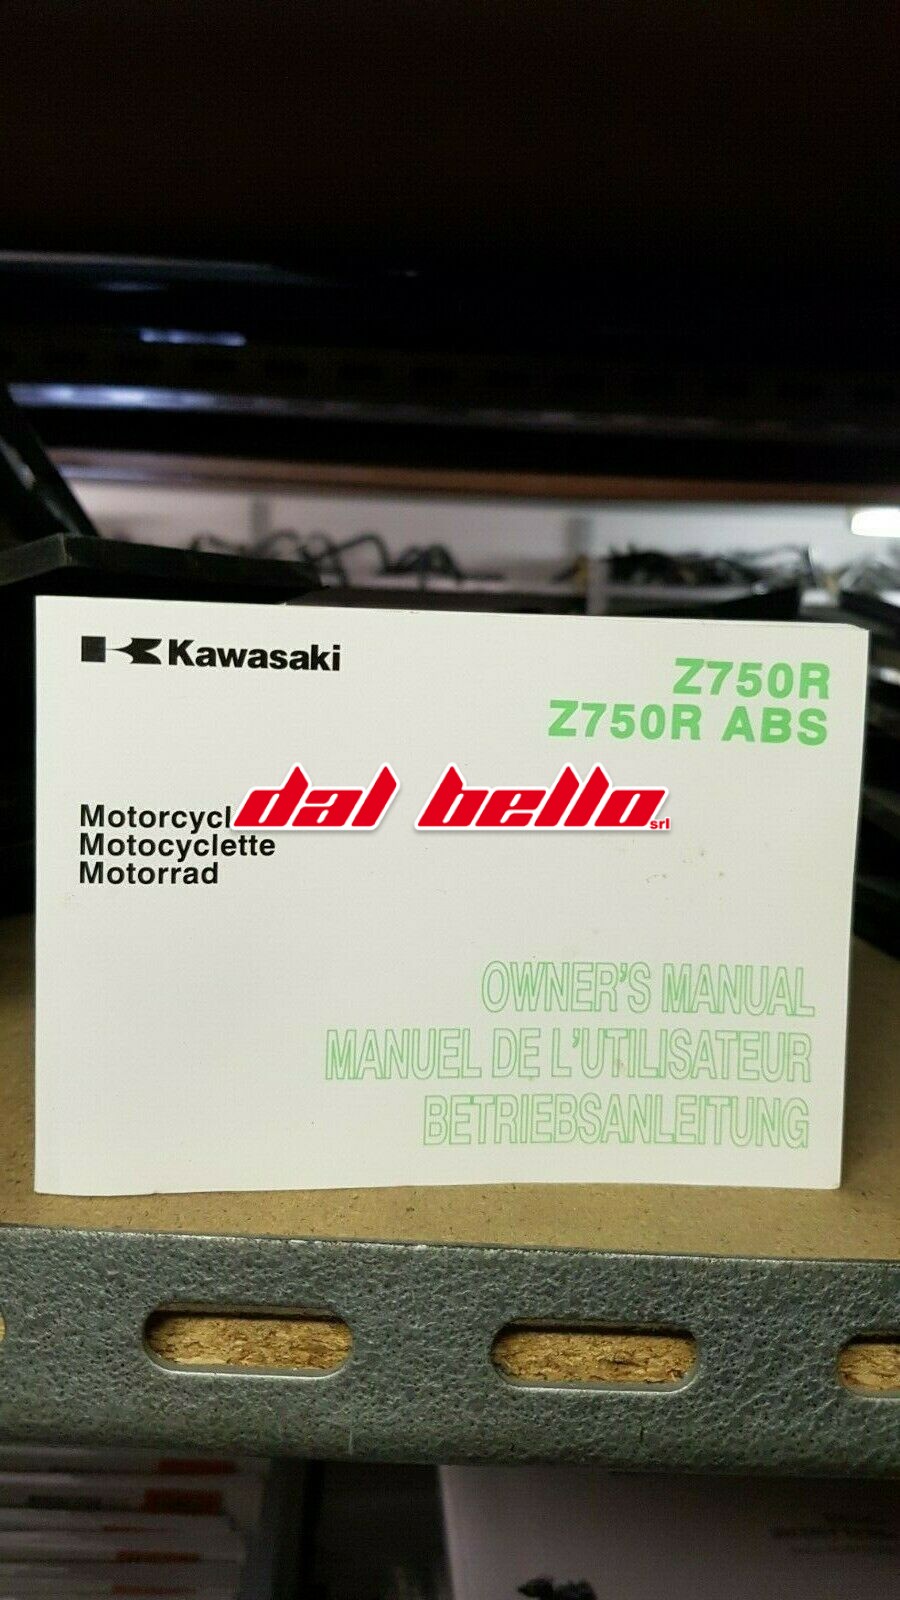 Kawasaki
Z750R
Z750R ABS
dal bello srl
Motorcycl
Motocyclette
Motorrad
OWNER'S MANUAL
MANUEL DE L'UTILISATEUR
BETRIEBSANLEITUNG